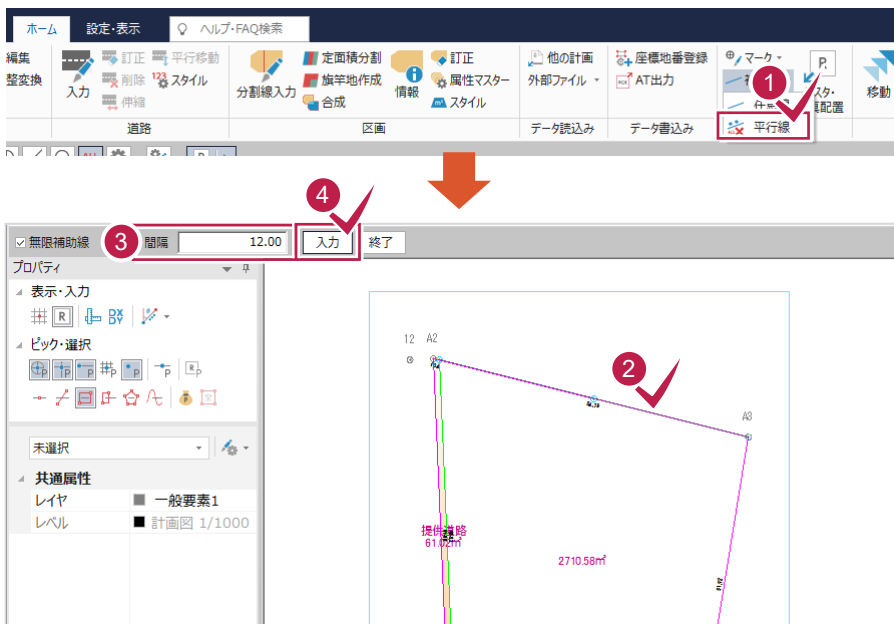 ホーム 設定・表示 ヘルプ・FAQ検索
編集 訂正 平行移動 定面積分割 訂正 他の計画 座標地番登録 マーク
整変換 入力 削除 スタイル 分割線入力 旗竿地作成 情報 属性マスター 外部ファイル AT出力 1 P. 移動
伸縮 合成 スタイル 配置
道路 区画 データ読込み データ書込み 平行線
4
無限補助線 3 間隔 12.00 入力 終了
プロパティ
表示・入力
ピック・選択
未選択
共通属性
レイヤ 一般要素1
レベル 計画図 1/1000
12 A2
2
A3
提供道路
61.02㎡
2710.58㎡